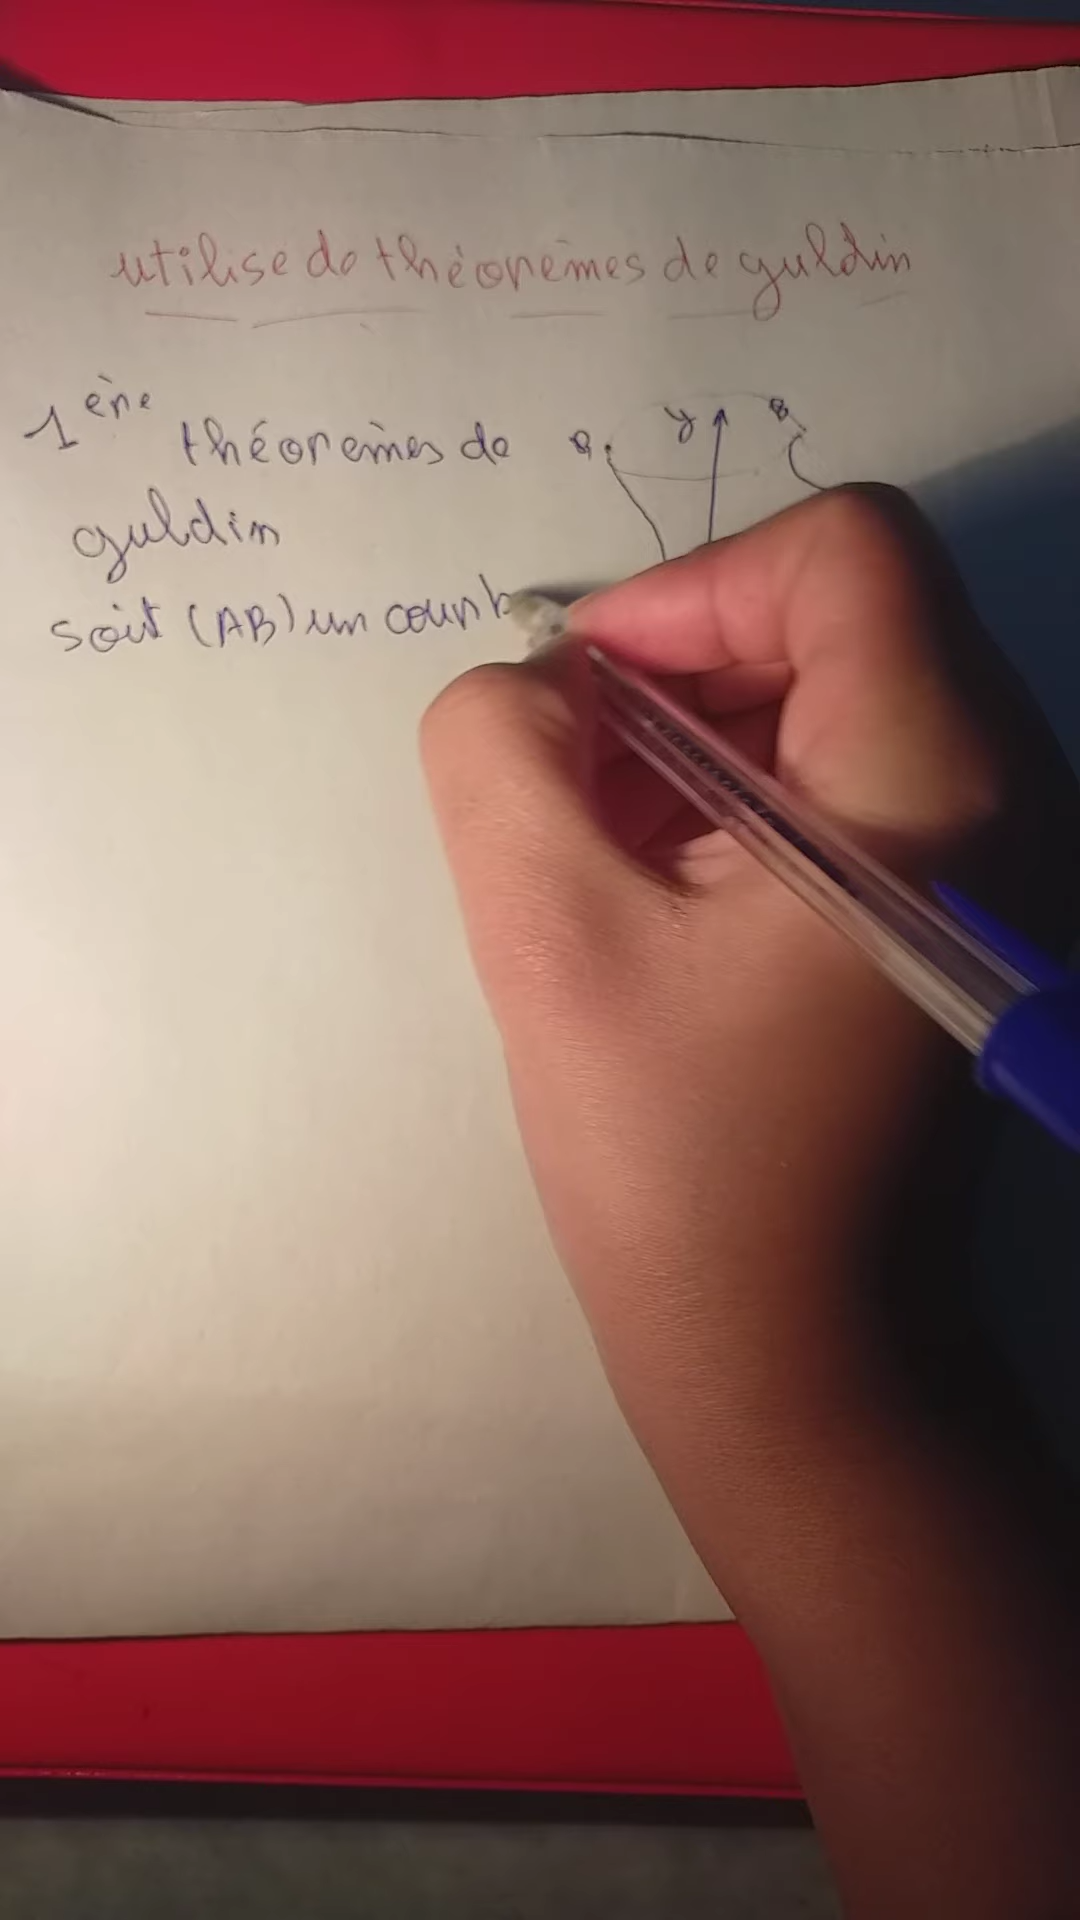 utilise de théorèmes de guldin
1ère théorèmes de
guldin
soit (AB) un courb
y
B
B